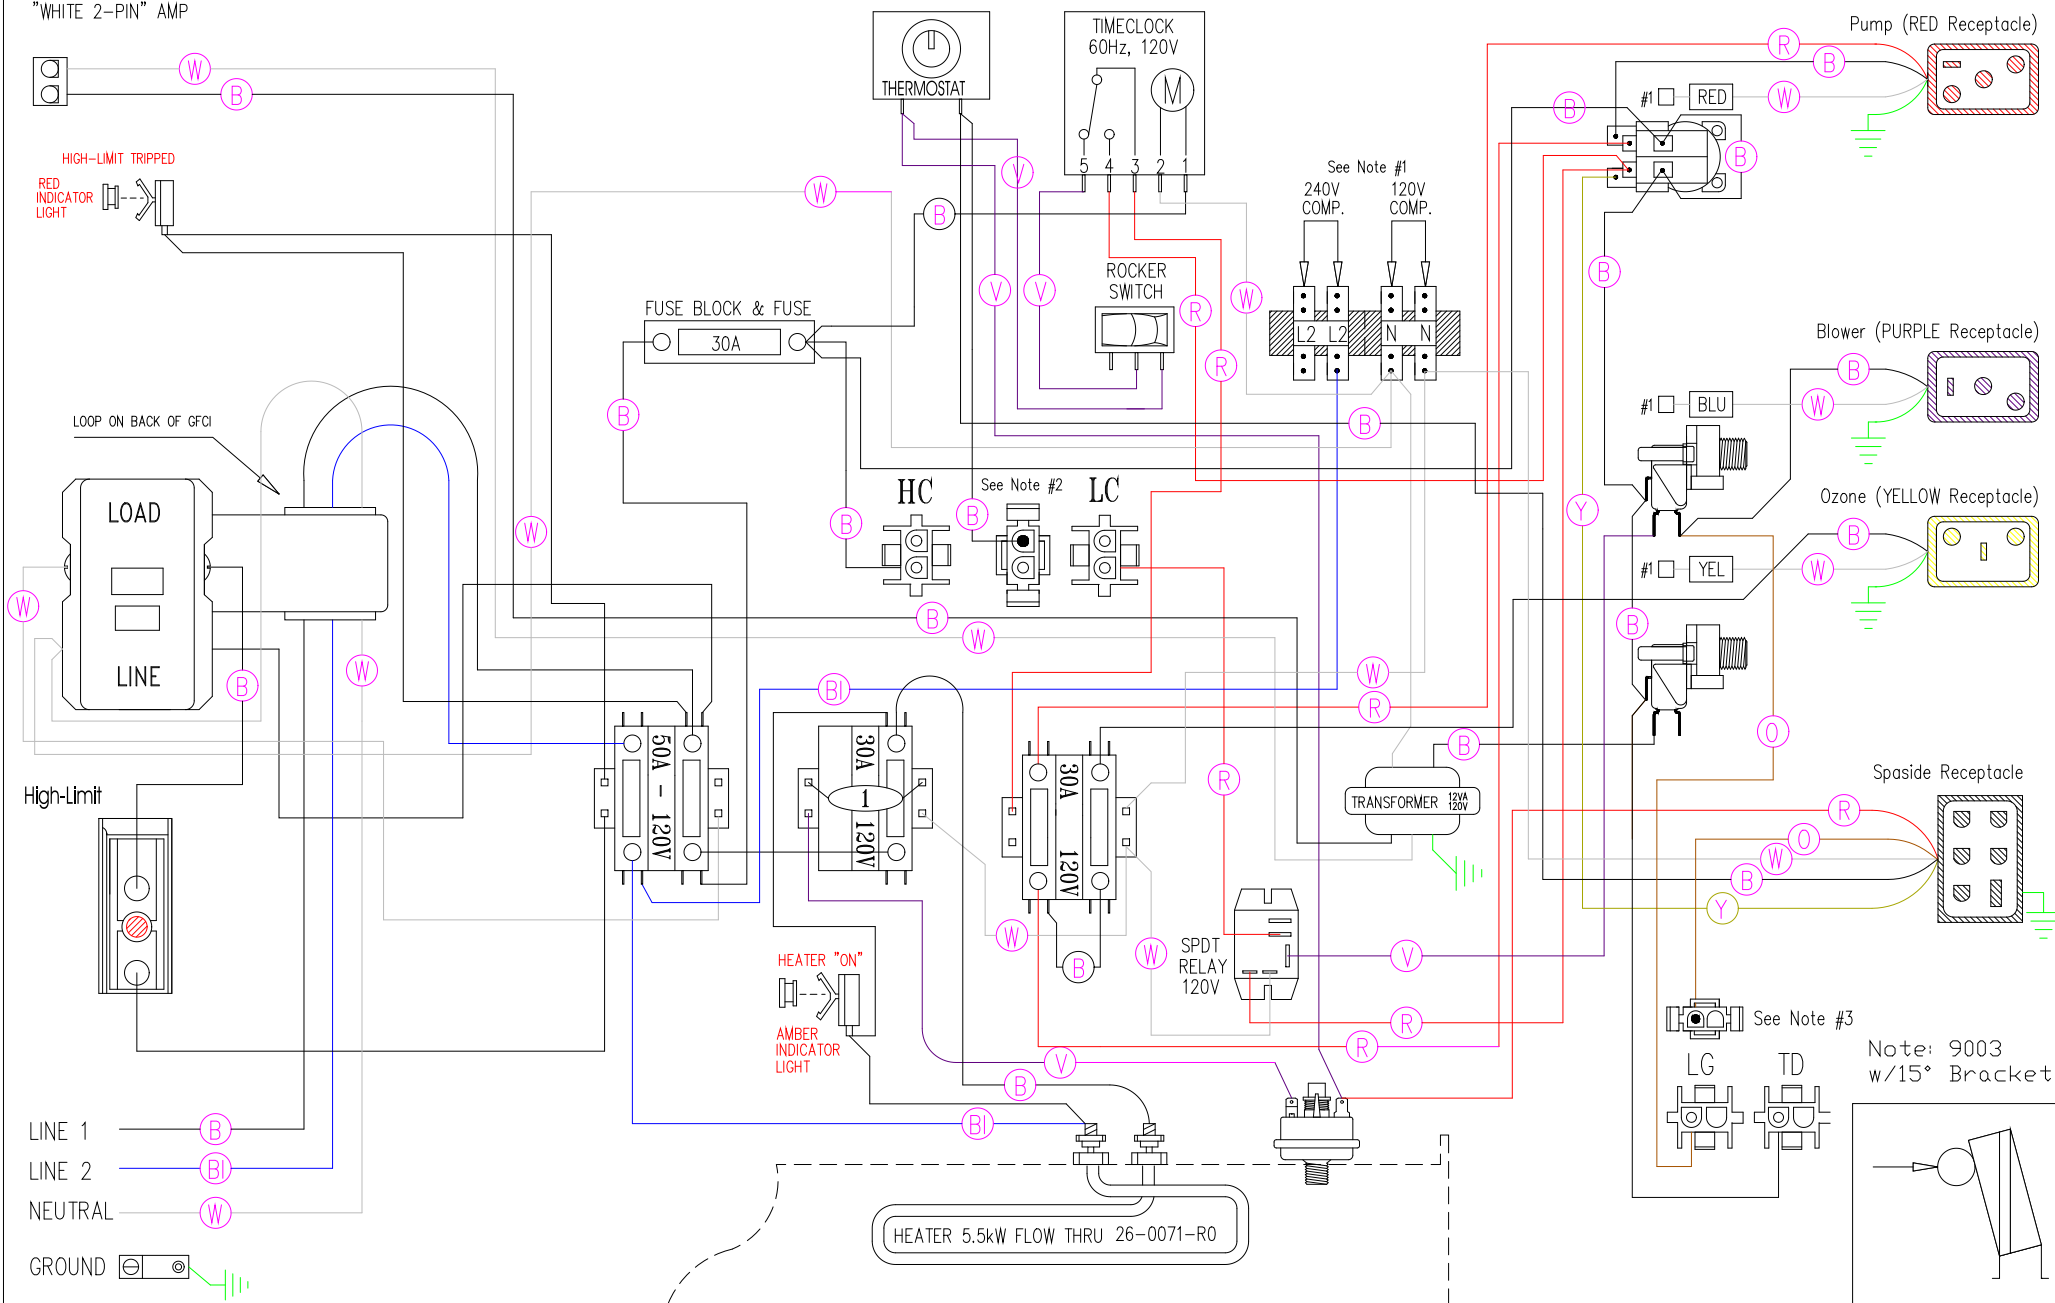 "WHITE 2-PIN" AMP
W
B
HIGH-LIMIT TRIPPED
RED
INDICATOR
LIGHT
THERMOSTAT
TIMECLOCK
60Hz, 120V
M
5 4 3 2 1
V
W
B
V
V
ROCKER
SWITCH
R
W
R
See Note #1
240V
COMP.
120V
COMP.
L2 L2 N N
Pump (RED Receptacle)
R
B
#1 RED W
B
B
B
FUSE BLOCK & FUSE
30A
B
B
Blower (PURPLE Receptacle)
B
#1 BLU W
LOOP ON BACK OF GFCI
LOAD
LINE
W
W
B
W
HC
See Note #2
LC
B
B
Y
Ozone (YELLOW Receptacle)
B
#1 YEL W
B
B
W
W
BI
R
R
B
O
50A - 120V
30A 120V
1
30A 120V
TRANSFORMER 12VA
120V
High-Limit
Spaside Receptacle
R
O
W
B
Y
W
B
W
SPDT
RELAY
120V
V
R
R
HEATER "ON"
AMBER
INDICATOR
LIGHT
V
B
BI
See Note #3
LG TD
Note: 9003
w/15° Bracket
LINE 1 B
LINE 2 BI
NEUTRAL W
GROUND
HEATER 5.5kW FLOW THRU 26-0071-R0